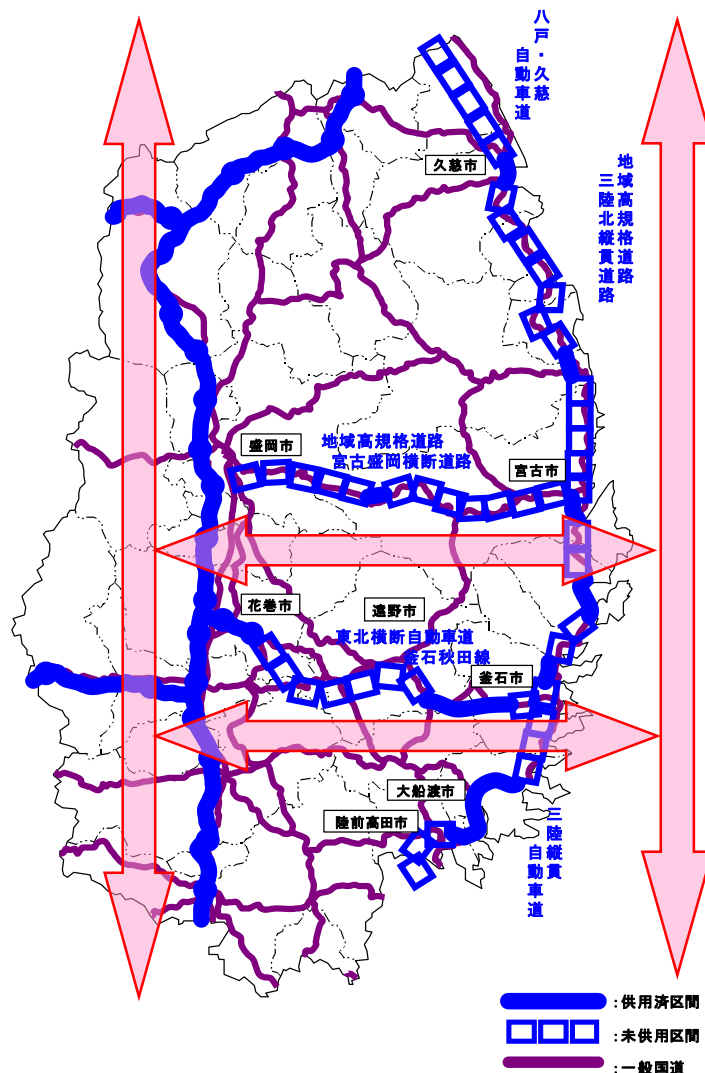 八戸・久慈
自動車道
久慈市
地域高規格道路
三陸北縦貫道路
盛岡市
地域高規格道路
宮古盛岡横断道路
宮古市
花巻市
遠野市
東北横断自動車道
釜石秋田線
釜石市
大船渡市
陸前高田市
三陸縦貫
自動車道
：供用済区間
：未供用区間
：一般国道